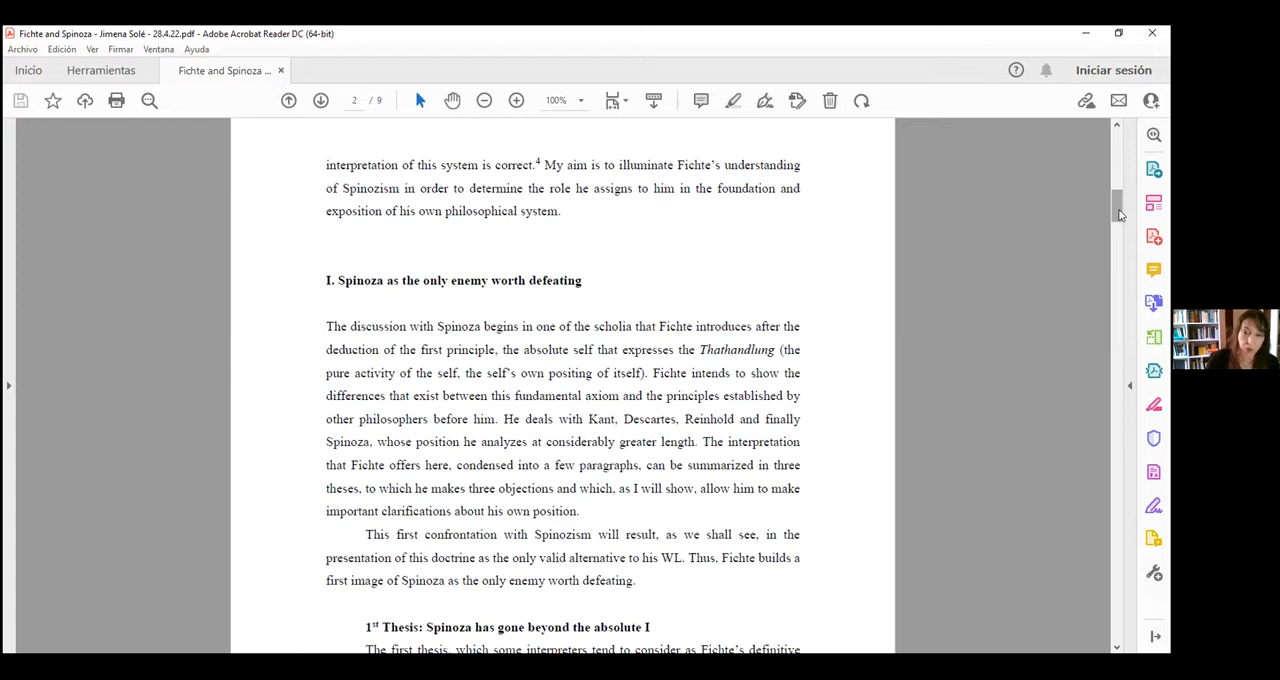 Fichte and Spinoza - Jimena Solé - 28.4.22.pdf - Adobe Acrobat Reader DC (64-bit)
Archivo Edición Ver Firmar Ventana Ayuda
Inicio Herramientas Fichte and Spinoza ... × Iniciar sesión
2 / 9 100%
interpretation of this system is correct.4 My aim is to illuminate Fichte's understanding
of Spinozism in order to determine the role he assigns to him in the foundation and
exposition of his own philosophical system.
I. Spinoza as the only enemy worth defeating
The discussion with Spinoza begins in one of the scholia that Fichte introduces after the
deduction of the first principle, the absolute self that expresses the Thathandlung (the
pure activity of the self, the self's own positing of itself). Fichte intends to show the
differences that exist between this fundamental axiom and the principles established by
other philosophers before him. He deals with Kant, Descartes, Reinhold and finally
Spinoza, whose position he analyzes at considerably greater length. The interpretation
that Fichte offers here, condensed into a few paragraphs, can be summarized in three
theses, to which he makes three objections and which, as I will show, allow him to make
important clarifications about his own position.
This first confrontation with Spinozism will result, as we shall see, in the
presentation of this doctrine as the only valid alternative to his WL. Thus, Fichte builds a
first image of Spinoza as the only enemy worth defeating.
1st Thesis: Spinoza has gone beyond the absolute I
The first thesis, which some interpreters tend to consider as Fichte's definitive